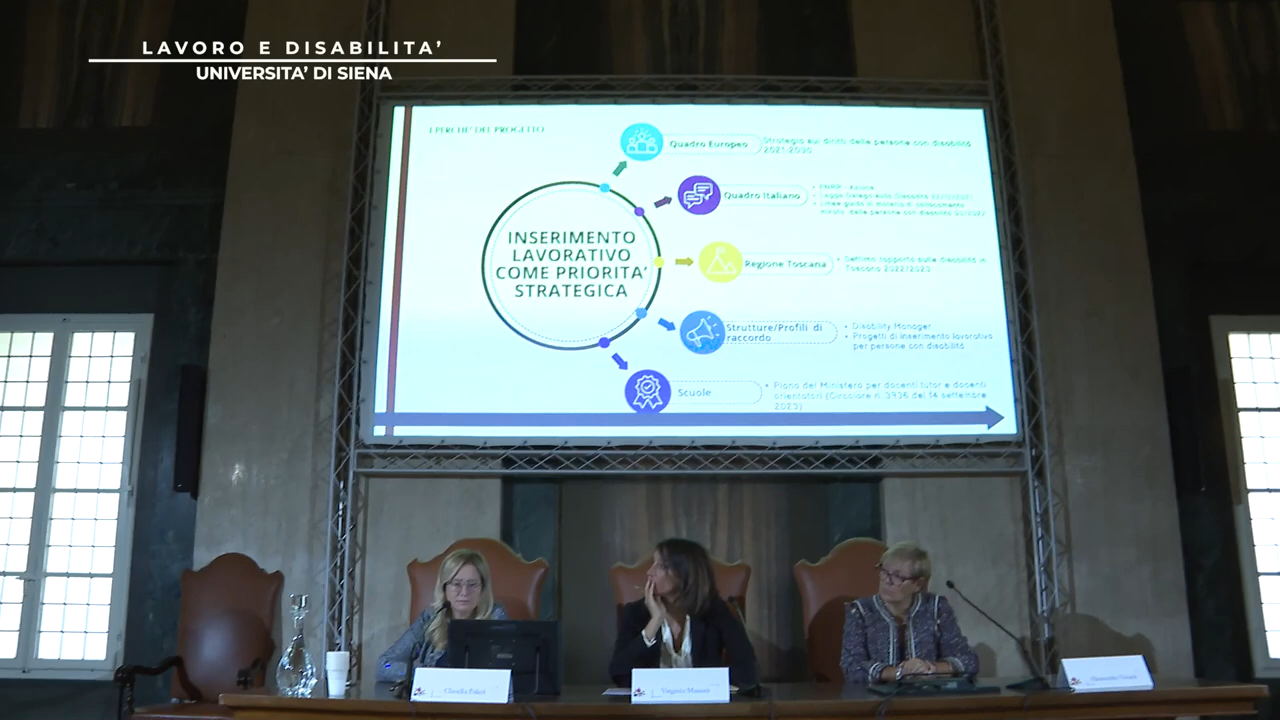 LAVORO E DISABILITA'
UNIVERSITA' DI SIENA
I PERCHE' DEL PROGETTO
Quadro Europeo
Strategia sui diritti delle persone con disabilità
2021-2030
Quadro Italiano
INSERIMENTO
LAVORATIVO
COME PRIORITA'
STRATEGICA
Regione Toscana
• Settimo rapporto sulle disabilità in
Toscana 2022/2023
Strutture/Profili di
raccordo
• Disability Manager
• Progetti di inserimento lavorativo
per persone con disabilità
Scuole
• Piano del Ministero per docenti tutor e docenti
orientatori (Circolare n. del 14 settembre
2023)
Virginia